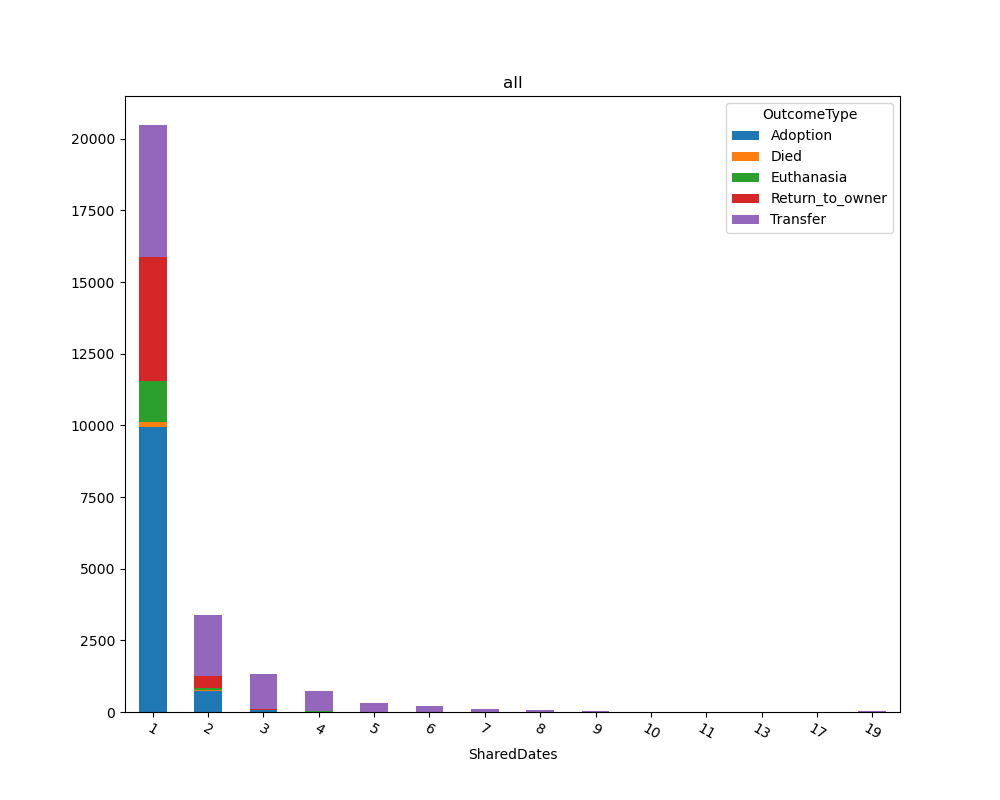 all
OutcomeType
Adoption
Died
Euthanasia
Return_to_owner
Transfer
20000
17500
15000
12500
10000
7500
5000
2500
0
1 2 3 4 5 6 7 8 9 10 11 13 17 19
SharedDates